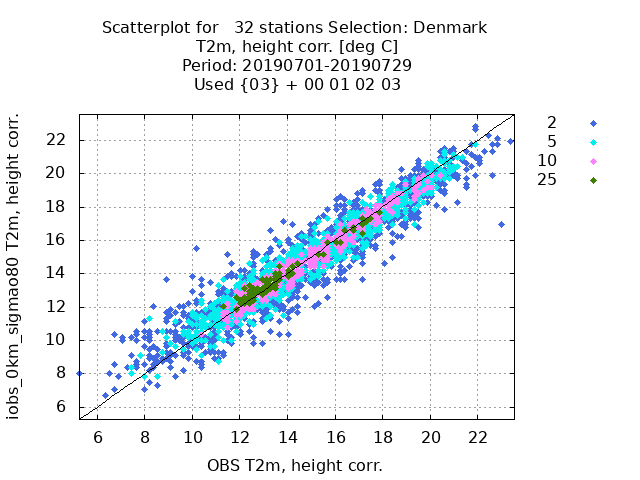 Scatterplot for   32 stations Selection: Denmark
T2m, height corr. [deg C]
Period: 20190701-20190729
Used {03} + 00 01 02 03
iobs_0km_sigmao80 T2m, height corr.
22
20
18
16
14
12
10
8
6
6 8 10 12 14 16 18 20 22
OBS T2m, height corr.
2
5
10
25